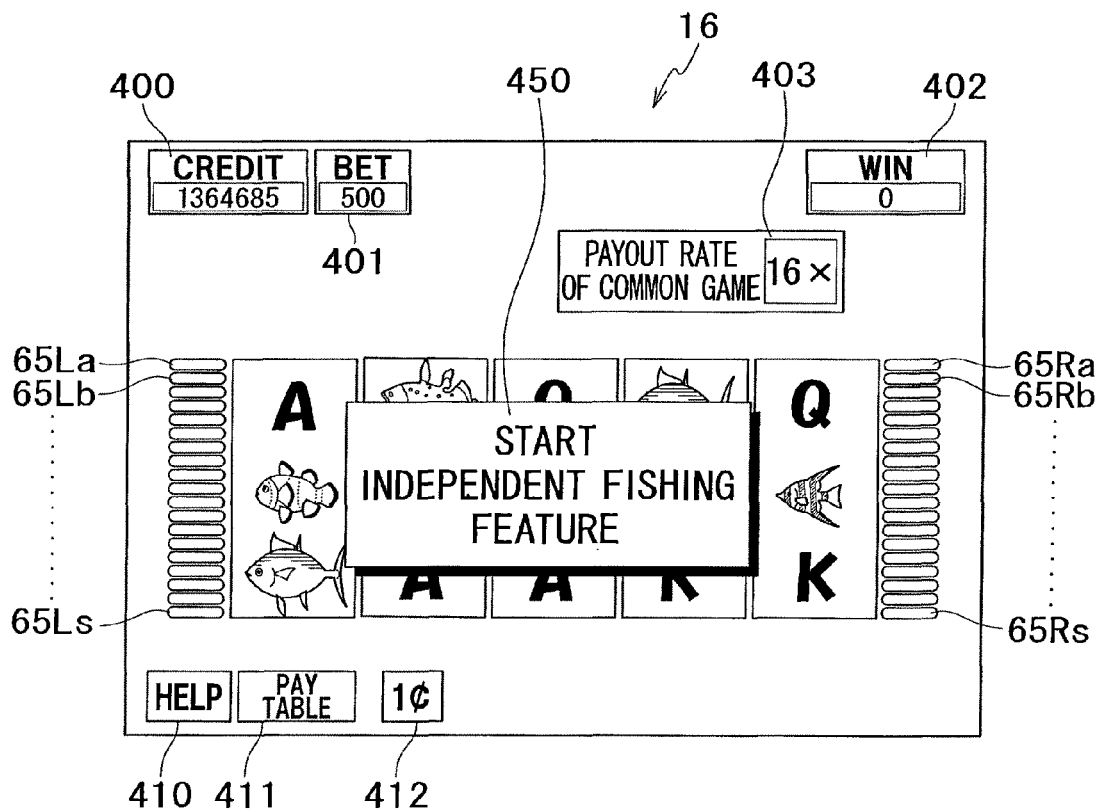 16
400
450
403
402
CREDIT
1364685
BET
500
WIN
0
401
PAYOUT RATE
OF COMMON GAME
16×
65La
65Lb
65Ra
65Rb
A
Q
Q
START
INDEPENDENT FISHING
FEATURE
A
A
K
K
65Ls
65Rs
HELP
PAY
TABLE
1¢
410
411
412